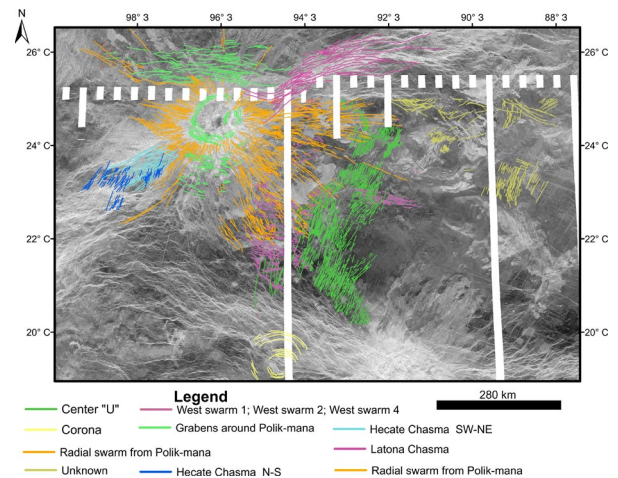 N
98° 3 96° 3 94° 3 92° 3 90° 3 88° 3
26° C 26° C
24° C 24° C
22° C 22° C
20° C 20° C
Legend
280 km
Center "U" West swarm 1; West swarm 2; West swarm 4
Corona Grabens around Polik-mana Hecate Chasma SW-NE
Radial swarm from Polik-mana Latona Chasma
Unknown Hecate Chasma N-S Radial swarm from Polik-mana